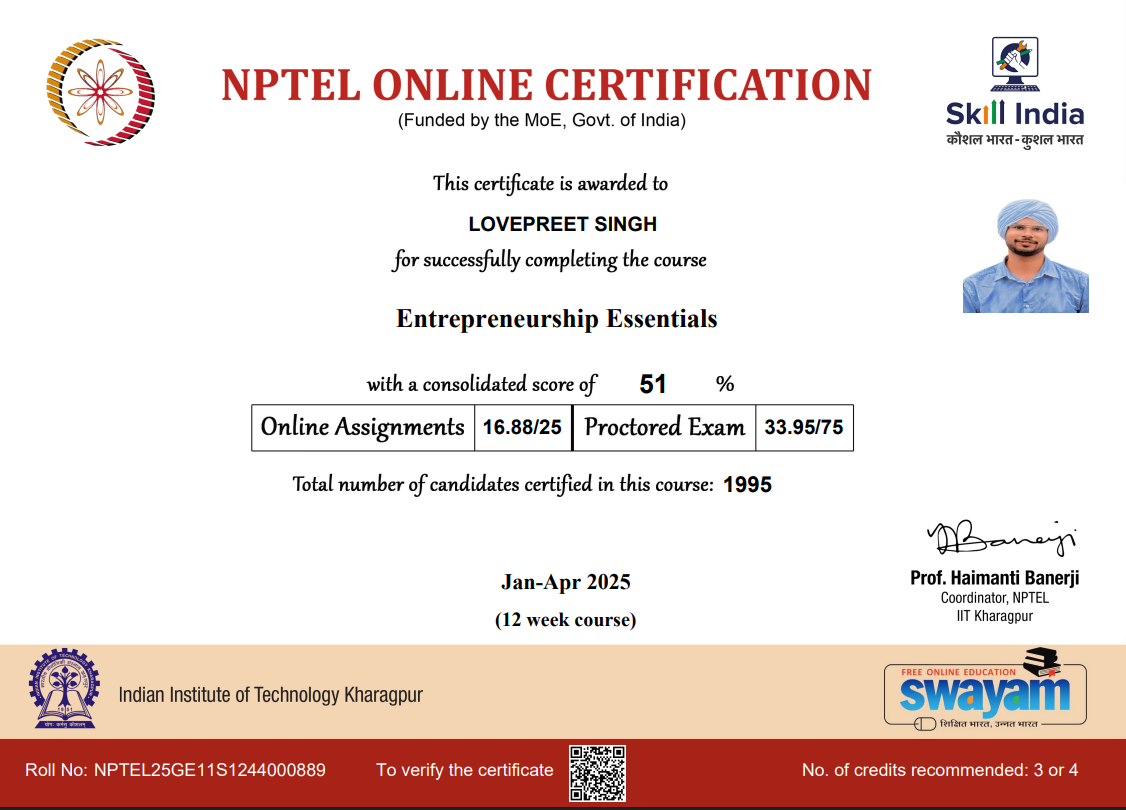 NPTEL ONLINE CERTIFICATION
(Funded by the MoE, Govt. of India)
Skill India
कौशल भारत - कुशल भारत
This certificate is awarded to
LOVEPREET SINGH
for successfully completing the course
Entrepreneurship Essentials
with a consolidated score of 51 %
Online Assignments 16.88/25 Proctored Exam 33.95/75
Total number of candidates certified in this course: 1995
Jan-Apr 2025
(12 week course)
Prof. Haimanti Banerji
Coordinator, NPTEL
IIT Kharagpur
Indian Institute of Technology Kharagpur
FREE ONLINE EDUCATION
swayam
शिक्षित भारत, उन्नत भारत
Roll No: NPTEL25GE11S1244000889
To verify the certificate
No. of credits recommended: 3 or 4